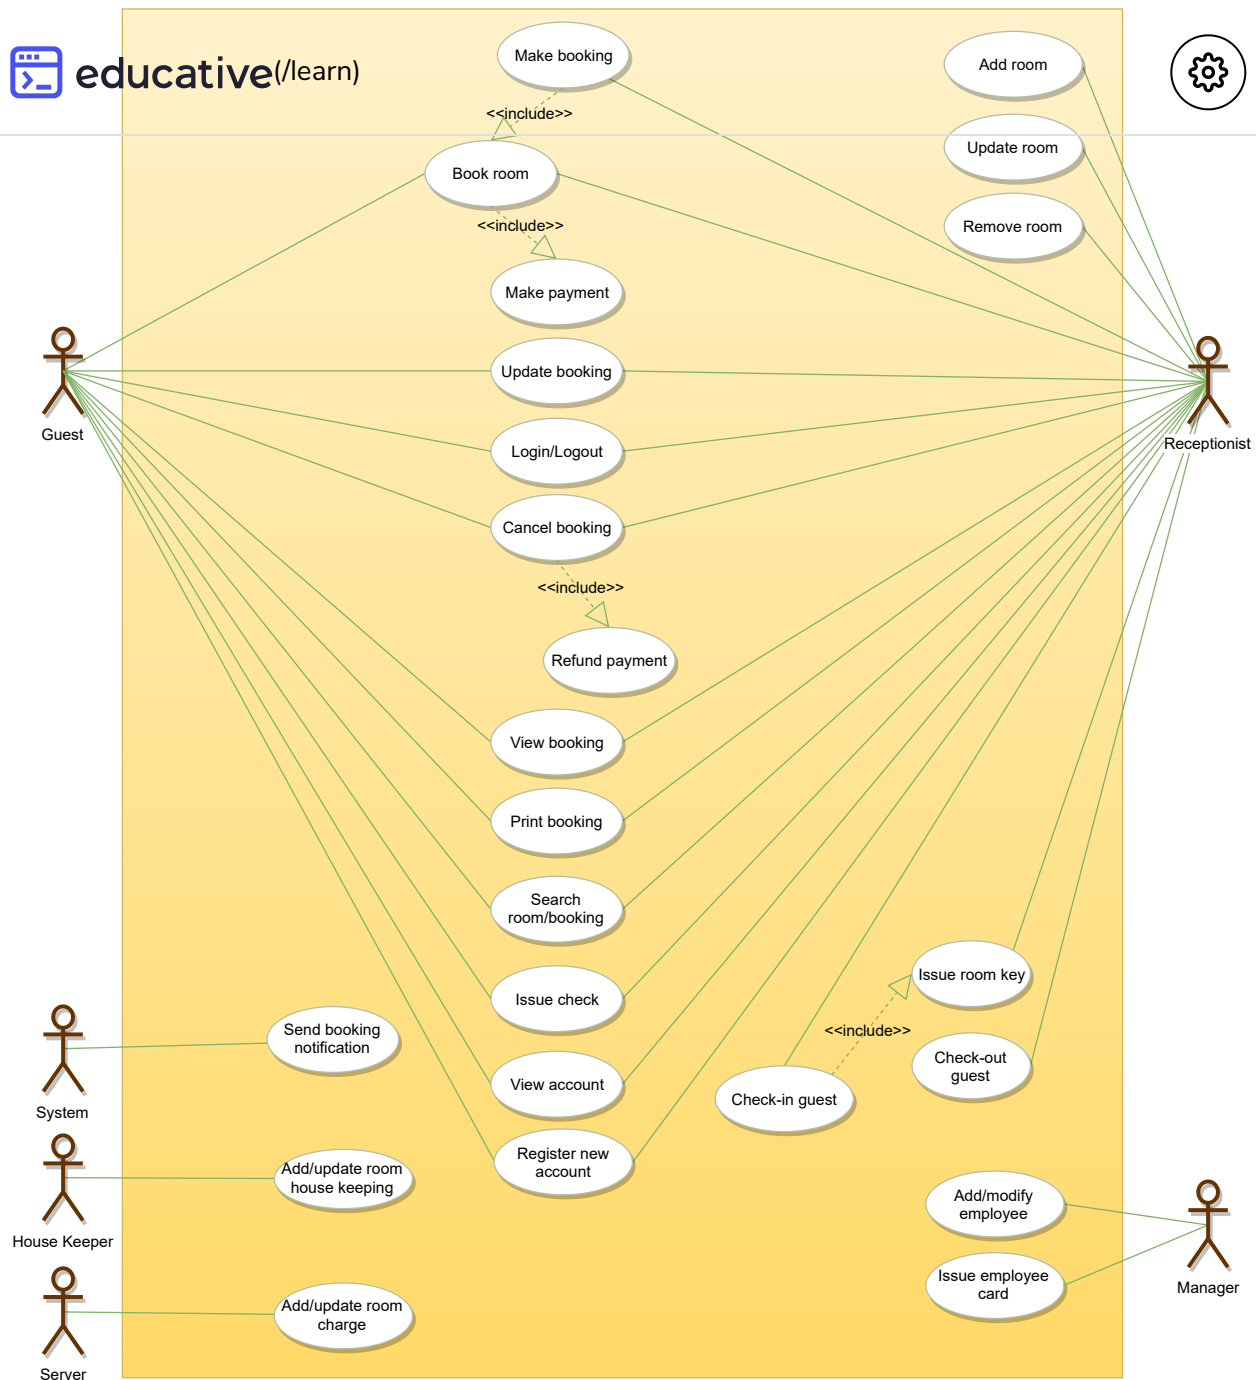 Make booking
Add room
educative(/learn)
<<include>>
Update room
Book room
Remove room
<<include>>
Make payment
Update booking
Guest
Receptionist
Login/Logout
Cancel booking
<<include>>
Refund payment
View booking
Print booking
Search
room/booking
Issue room key
Issue check
Send booking
notification
<<include>>
Check-out
guest
View account
Check-in guest
System
Register new
account
Add/update room
house keeping
Add/modify
employee
House Keeper
Issue employee
card
Manager
Add/update room
charge
Server